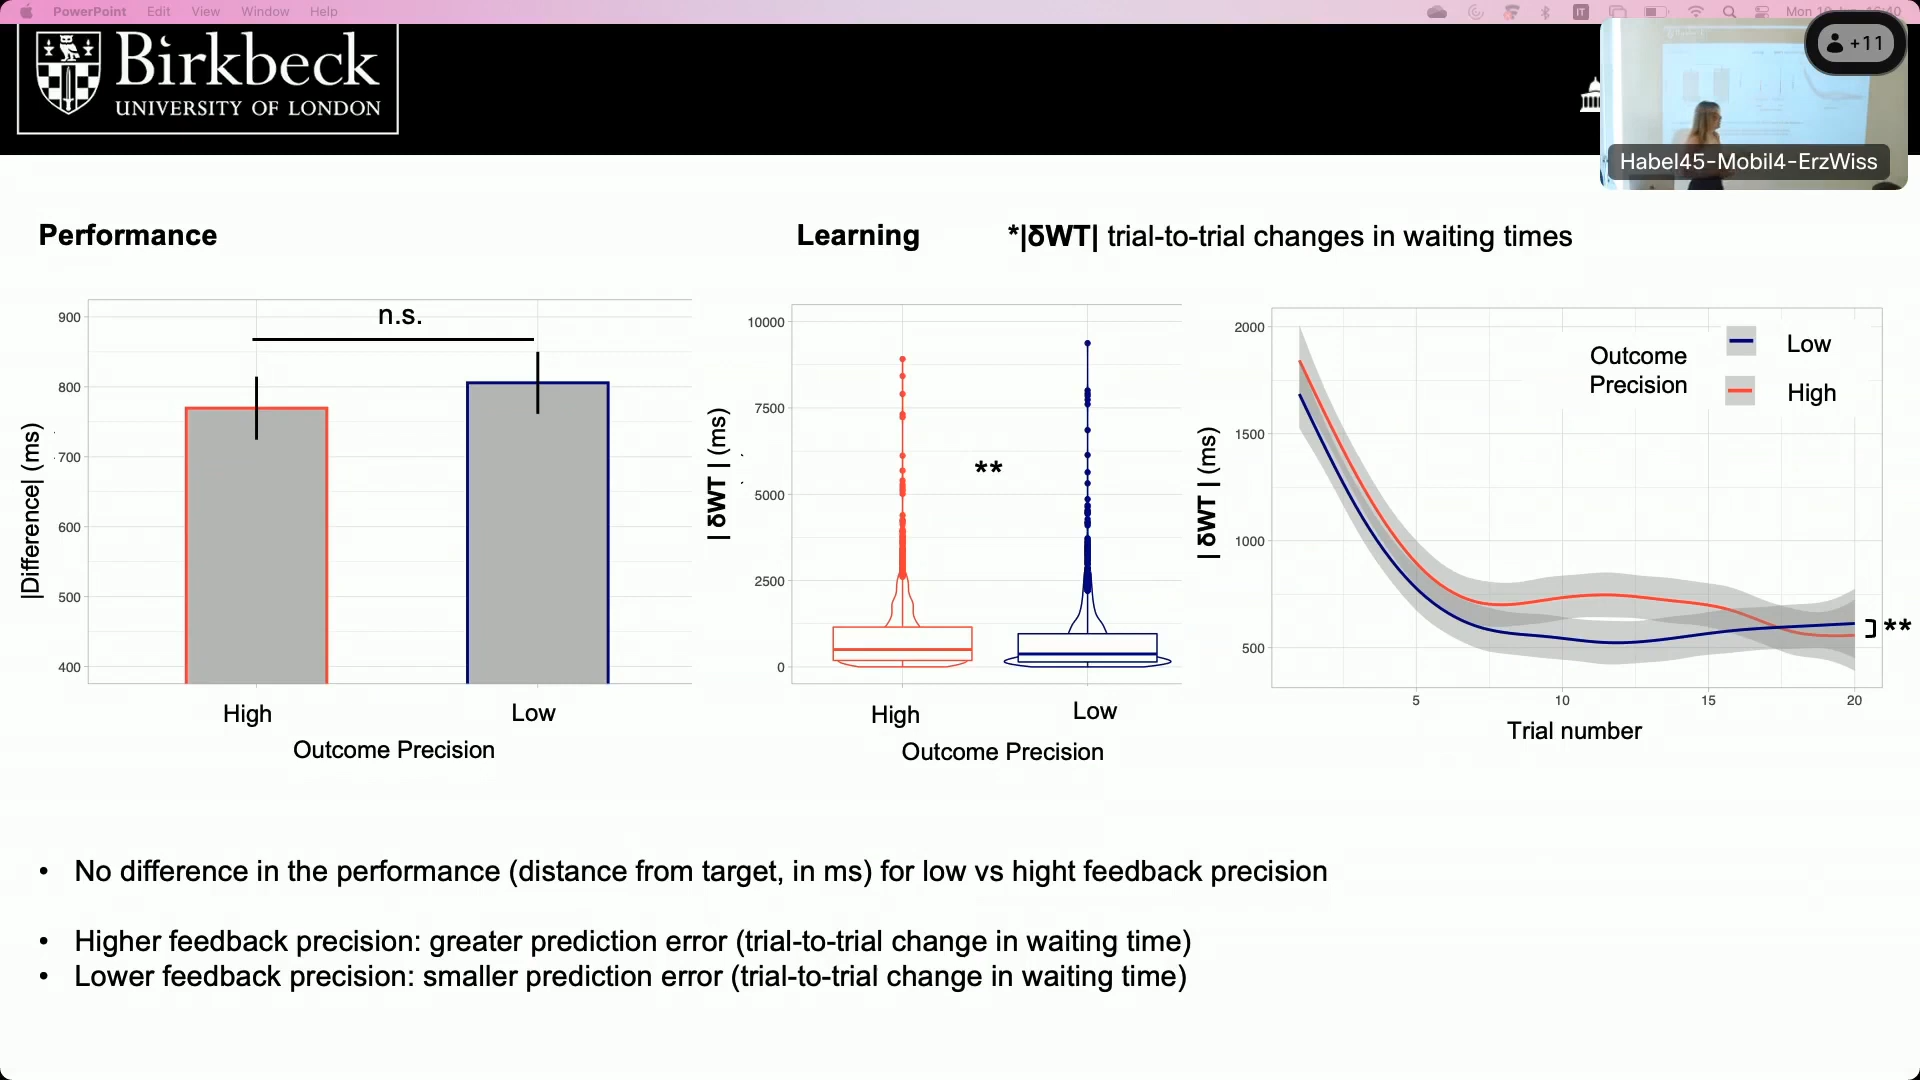 PowerPoint Edit View Window Help
Birkbeck
UNIVERSITY OF LONDON
+11
Habel45-Mobil4-ErzWiss
Performance
Learning
*|δWT| trial-to-trial changes in waiting times
n.s.
900
800
700
600
500
400
|Difference| (ms)
High
Low
Outcome Precision
10000
7500
5000
2500
0
| δWT | (ms)
**
High
Low
Outcome Precision
2000
1500
1000
500
| δWT | (ms)
Outcome
Precision
Low
High
**
5
10
15
20
Trial number
• No difference in the performance (distance from target, in ms) for low vs hight feedback precision
• Higher feedback precision: greater prediction error (trial-to-trial change in waiting time)
• Lower feedback precision: smaller prediction error (trial-to-trial change in waiting time)